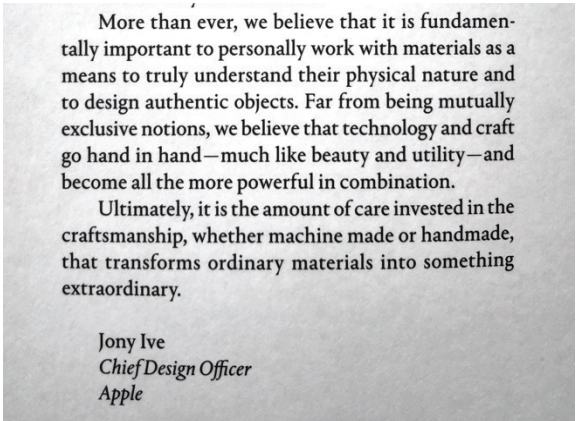 More than ever, we believe that it is fundamen-
tally important to personally work with materials as a
means to truly understand their physical nature and
to design authentic objects. Far from being mutually
exclusive notions, we believe that technology and craft
go hand in hand—much like beauty and utility—and
become all the more powerful in combination.
Ultimately, it is the amount of care invested in the
craftsmanship, whether machine made or handmade,
that transforms ordinary materials into something
extraordinary.
Jony Ive
Chief Design Officer
Apple